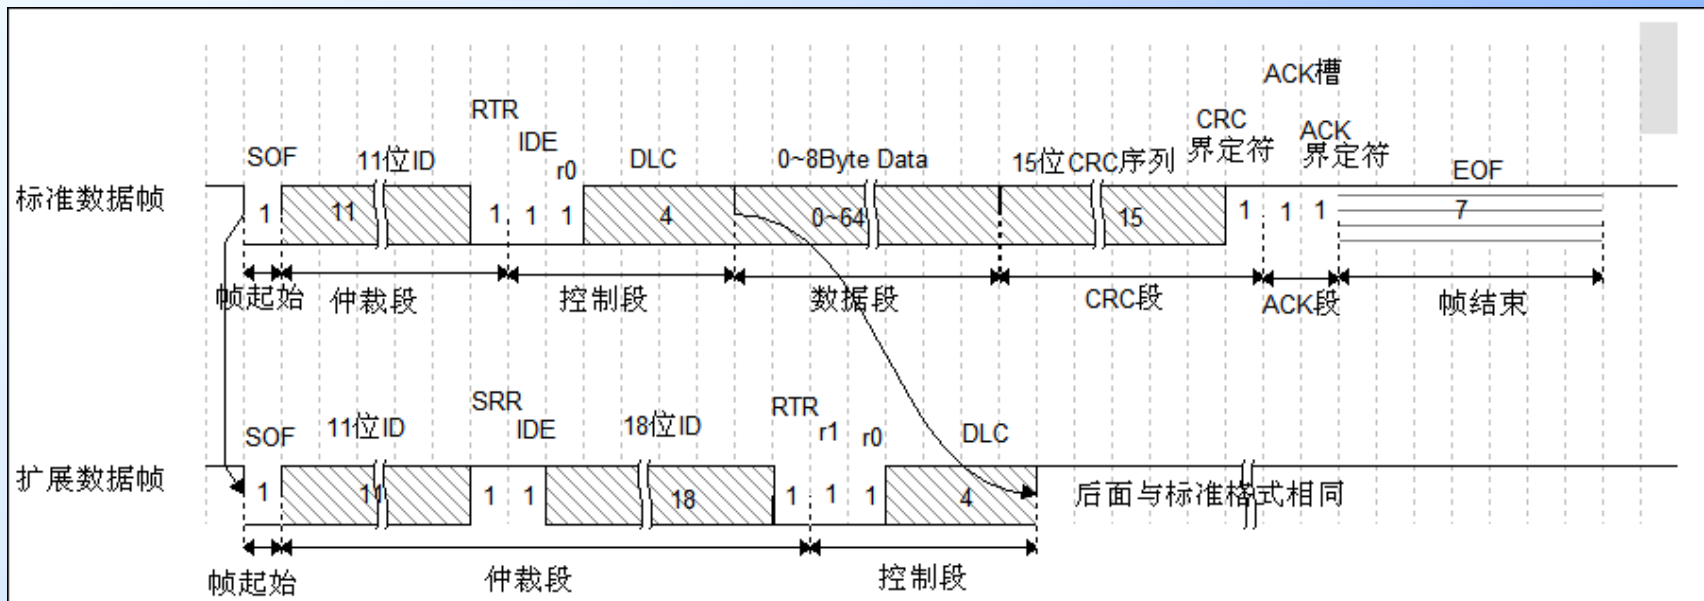 ACK槽
RTR
CRC
界定符
ACK
界定符
IDE
SOF
11位ID
r0
DLC
0~8Byte Data
15位CRC序列
EOF
标准数据帧
1
11
1
1
1
4
0~64
15
1
1
1
7
帧起始
仲裁段
控制段
数据段
CRC段
ACK段
帧结束
SRR
RTR
SOF
11位ID
IDE
18位ID
r1
r0
DLC
扩展数据帧
1
11
1
1
18
1
1
1
4
后面与标准格式相同
帧起始
仲裁段
控制段